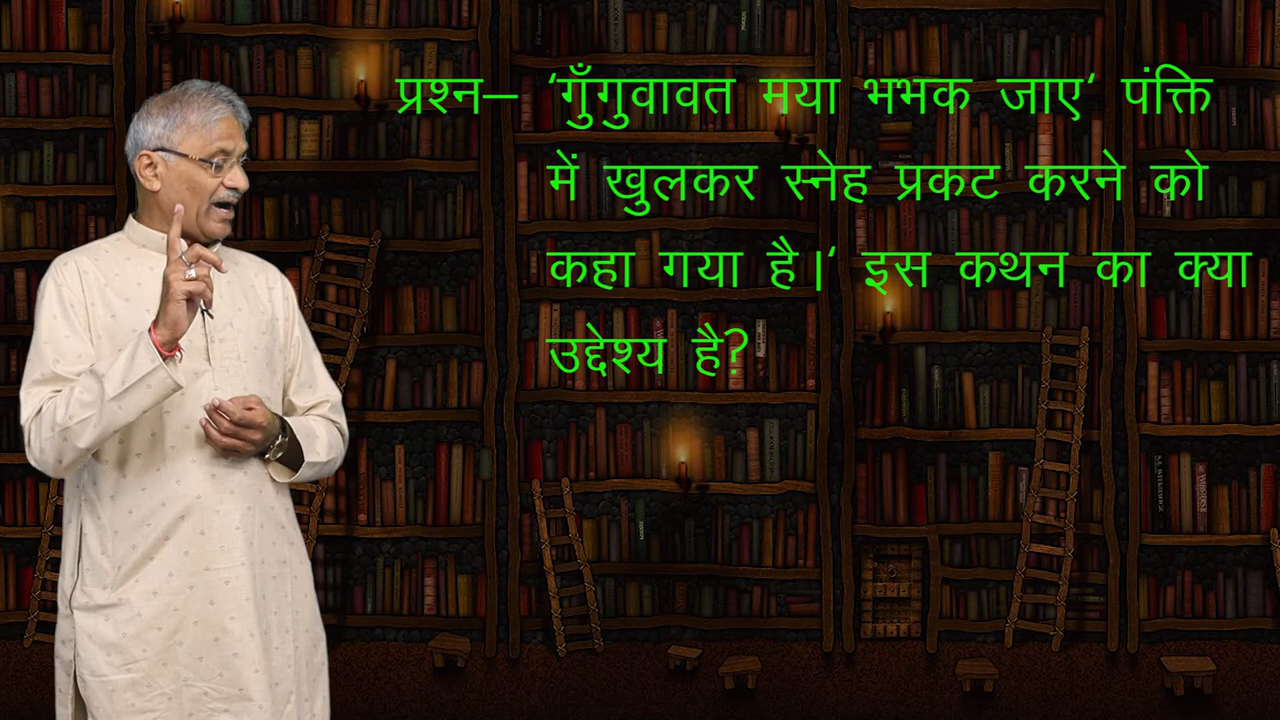 प्रश्न– ‘गुँगुवावत मया भभक जाए‘ पंक्ति
में खुलकर स्नेह प्रकट करने को
कहा गया है।‘ इस कथन का क्या
उद्देश्य है?